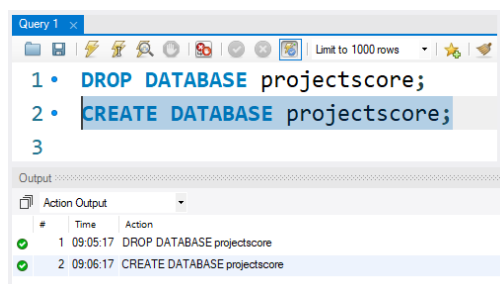 Query 1
Limit to 1000 rows
1 DROP DATABASE projectscore;
2 CREATE DATABASE projectscore;
3
Output
Action Output
# Time Action
1 09:05:17 DROP DATABASE projectscore
2 09:06:17 CREATE DATABASE projectscore